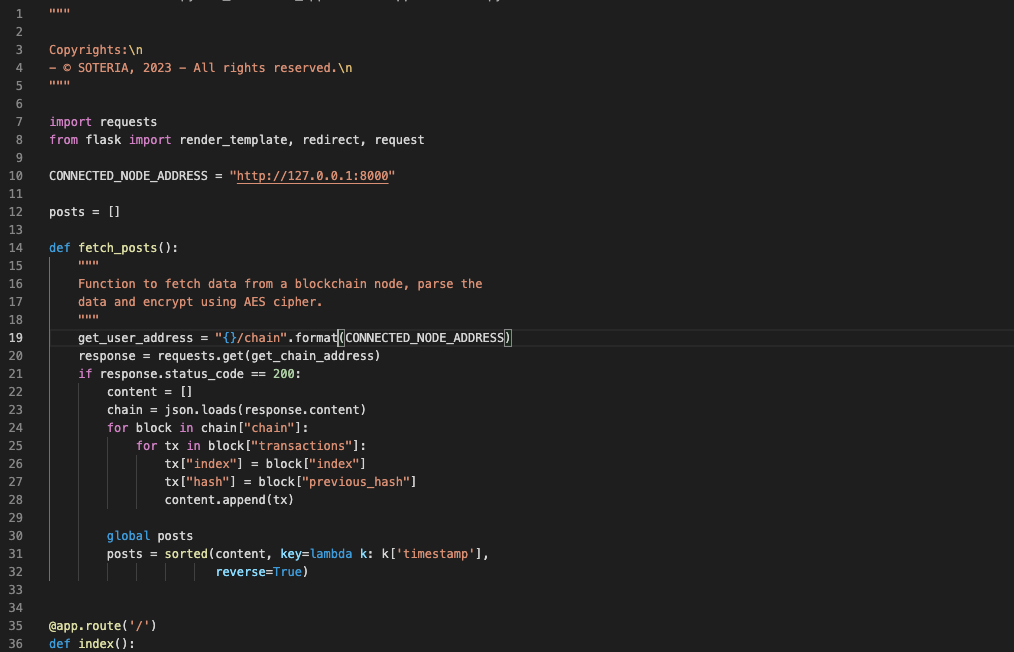 1 """
2
3 Copyrights:\n
4 - © SOTERIA, 2023 - All rights reserved.\n
5 """
6
7 import requests
8 from flask import render_template, redirect, request
9
10 CONNECTED_NODE_ADDRESS = "http://127.0.0.1:8000"
11
12 posts = []
13
14 def fetch_posts():
15     """
16     Function to fetch data from a blockchain node, parse the
17     data and encrypt using AES cipher.
18     """
19     get_user_address = "{}/chain".format(CONNECTED_NODE_ADDRESS)
20     response = requests.get(get_chain_address)
21     if response.status_code == 200:
22         content = []
23         chain = json.loads(response.content)
24         for block in chain["chain"]:
25             for tx in block["transactions"]:
26                 tx["index"] = block["index"]
27                 tx["hash"] = block["previous_hash"]
28                 content.append(tx)
29
30         global posts
31         posts = sorted(content, key=lambda k: k['timestamp'],
32                        reverse=True)
33
34
35 @app.route('/')
36 def index():